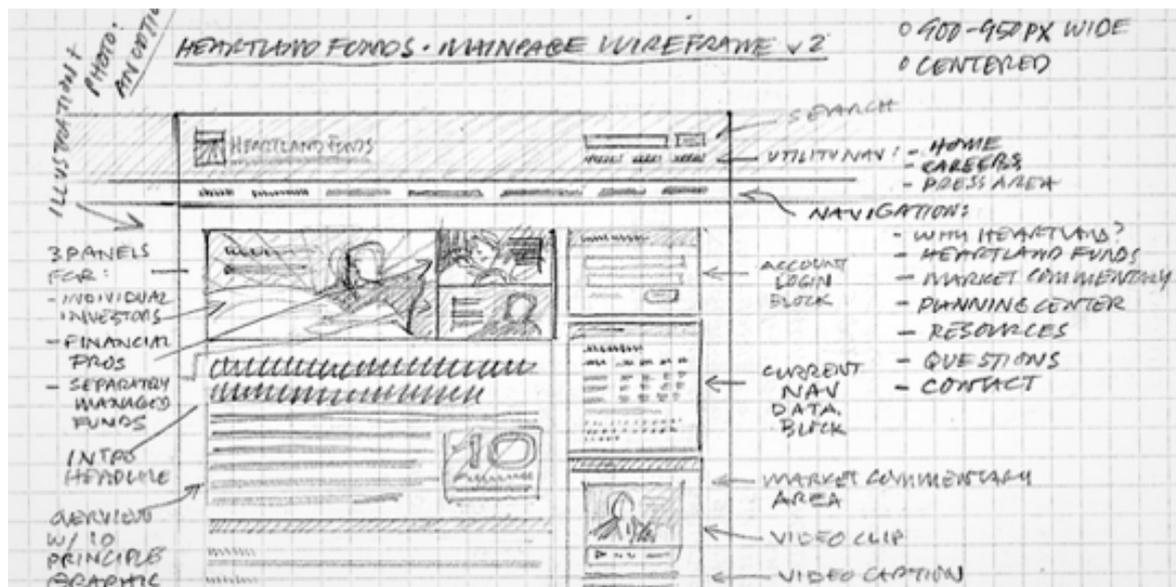 ILLUSTRATION +
PHOTO:
AN OPTION
HEARTLAND FUNDS • MAINPAGE WIREFRAME v2
900-950PX WIDE
CENTERED
HEARTLAND FUNDS
SEARCH
UTILITY NAV:
- HOME
- CAREERS
- PRESS AREA
NAVIGATION:
- WHY HEARTLAND?
- HEARTLAND FUNDS
- MARKET COMMENTARY
- PLANNING CENTER
- RESOURCES
- QUESTIONS
- CONTACT
3 PANELS
FOR:
- INDIVIDUAL
INVESTORS
- FINANCIAL
PROS
- SEPARATELY
MANAGED
FUNDS
INTRO
HEADLINE
OVERVIEW
W/ 10
PRINCIPLE
GRAPHIC
10
ACCOUNT
LOGIN
BLOCK
CURRENT
NAV
DATA
BLOCK
MARKET COMMENTARY
AREA
VIDEO CLIP
VIDEO CAPTION